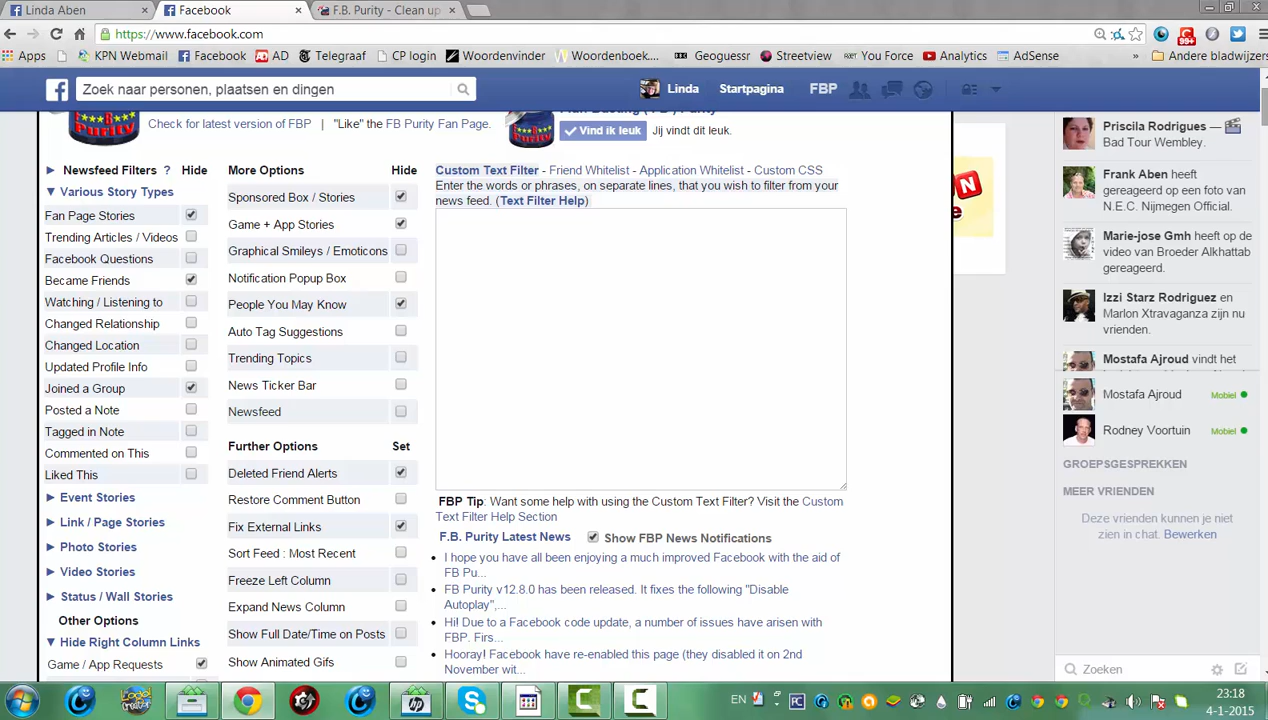 Linda Aben
Facebook
F.B. Purity - Clean up
https://www.facebook.com
Apps
KPN Webmail
Facebook
AD
Telegraaf
CP login
Woordenvinder
Woordenboek...
Geoguessr
Streetview
You Force
Analytics
AdSense
»
Andere bladwijzers
Zoek naar personen, plaatsen en dingen
Linda
Startpagina
FBP
Purity
Check for latest version of FBP | "Like" the FB Purity Fan Page.
Vind ik leuk
Jij vindt dit leuk.
Newsfeed Filters ? Hide
Various Story Types
Fan Page Stories
Trending Articles / Videos
Facebook Questions
Became Friends
Watching / Listening to
Changed Relationship
Changed Location
Updated Profile Info
Joined a Group
Posted a Note
Tagged in Note
Commented on This
Liked This
Event Stories
Link / Page Stories
Photo Stories
Video Stories
Status / Wall Stories
Other Options
Hide Right Column Links
Game / App Requests
More Options Hide
Sponsored Box / Stories
Game + App Stories
Graphical Smileys / Emoticons
Notification Popup Box
People You May Know
Auto Tag Suggestions
Trending Topics
News Ticker Bar
Newsfeed
Further Options Set
Deleted Friend Alerts
Restore Comment Button
Fix External Links
Sort Feed : Most Recent
Freeze Left Column
Expand News Column
Show Full Date/Time on Posts
Show Animated Gifs
Custom Text Filter - Friend Whitelist - Application Whitelist - Custom CSS
Enter the words or phrases, on separate lines, that you wish to filter from your
news feed. (Text Filter Help)
FBP Tip: Want some help with using the Custom Text Filter? Visit the Custom
Text Filter Help Section
F.B. Purity Latest News
Show FBP News Notifications
I hope you have all been enjoying a much improved Facebook with the aid of
FB Pu...
FB Purity v12.8.0 has been released. It fixes the following "Disable
Autoplay",...
Hi! Due to a Facebook code update, a number of issues have arisen with
FBP. Firs...
Hooray! Facebook have re-enabled this page (they disabled it on 2nd
November wit...
Priscila Rodrigues —
Bad Tour Wembley.
Frank Aben heeft
gereageerd op een foto van
N.E.C. Nijmegen Official.
Marie-jose Gmh heeft op de
video van Broeder Alkhattab
gereageerd.
Izzi Starz Rodriguez en
Marlon Xtravaganza zijn nu
vrienden.
Mostafa Ajroud vindt het
Mostafa Ajroud Mobiel
Rodney Voortuin Mobiel
GROEPSGESPREKKEN
MEER VRIENDEN
Deze vrienden kunnen je niet
zien in chat. Bewerken
Zoeken
EN
23:18
4-1-2015